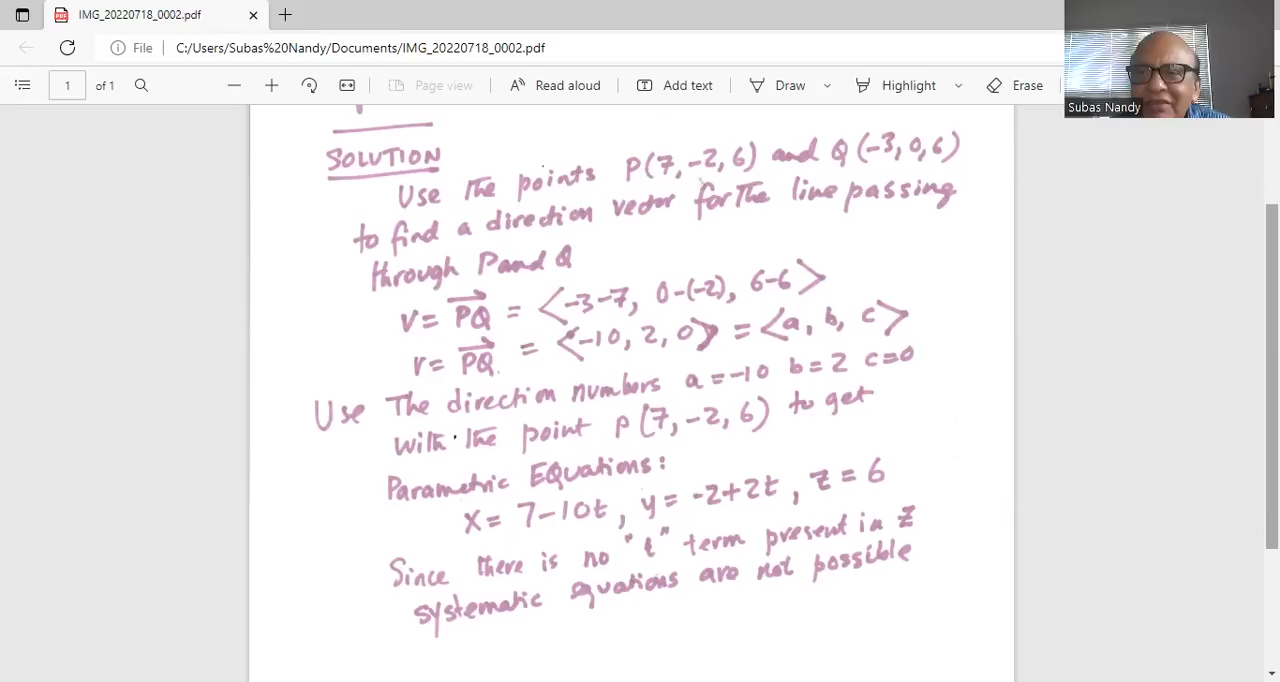 IMG_20220718_0002.pdf
File
C:/Users/Subas%20Nandy/Documents/IMG_20220718_0002.pdf
1 of 1
Page view
Read aloud
Add text
Draw
Highlight
Erase
Subas Nandy
SOLUTION
Use the points P(7,-2,6) and Q(-3,0,6)
to find a direction vector for the line passing
through P and Q
V= PQ = <-3-7, 0-(-2), 6-6>
V= PQ. = <-10, 2, 0> = <a, b, c>
Use The direction numbers a=-10 b=2 c=0
with the point P(7,-2,6) to get
Parametric EQuations:
X= 7-10t, y= -2+2t, Z=6
Since there is no "t" term present in Z
systematic equations are not possible